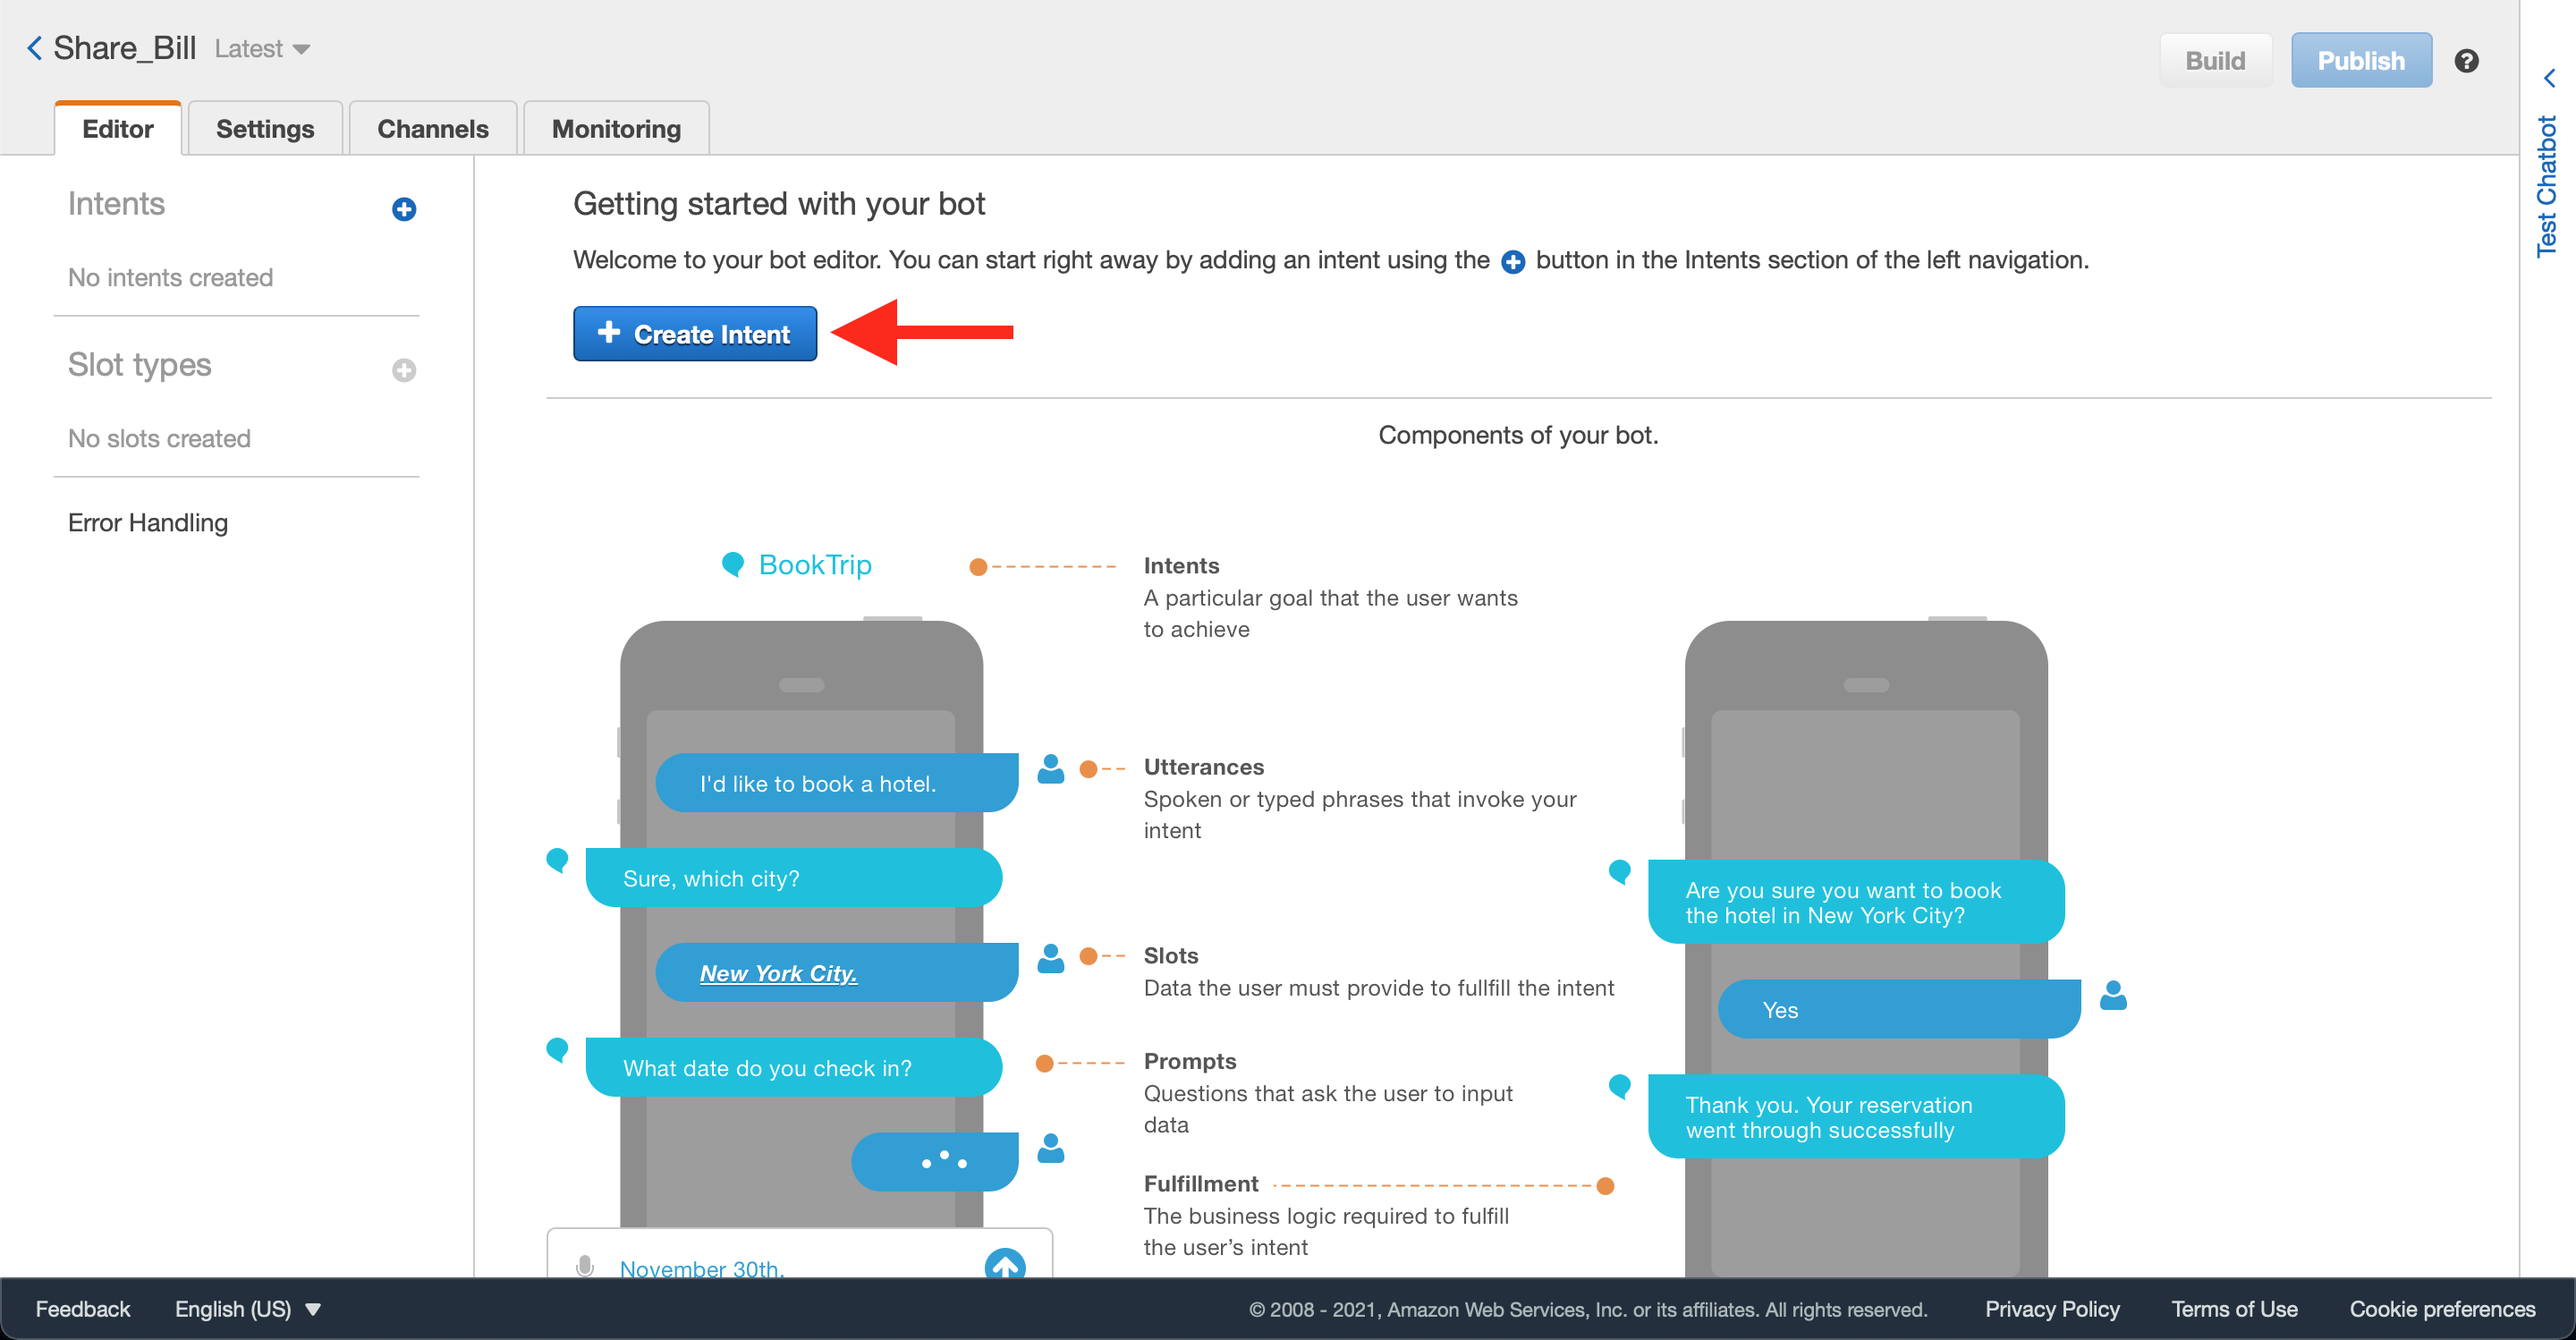 Share_Bill Latest
Build Publish
Editor Settings Channels Monitoring
Test Chatbot
Intents
No intents created
Slot types
No slots created
Error Handling
Getting started with your bot
Welcome to your bot editor. You can start right away by adding an intent using the button in the Intents section of the left navigation.
Create Intent
Components of your bot.
BookTrip
I'd like to book a hotel.
Sure, which city?
New York City.
What date do you check in?
November 30th.
Intents
A particular goal that the user wants
to achieve
Utterances
Spoken or typed phrases that invoke your
intent
Slots
Data the user must provide to fullfill the intent
Prompts
Questions that ask the user to input
data
Fulfillment
The business logic required to fulfill
the user’s intent
Are you sure you want to book
the hotel in New York City?
Yes
Thank you. Your reservation
went through successfully
Feedback English (US) © 2008 - 2021, Amazon Web Services, Inc. or its affiliates. All rights reserved. Privacy Policy Terms of Use Cookie preferences